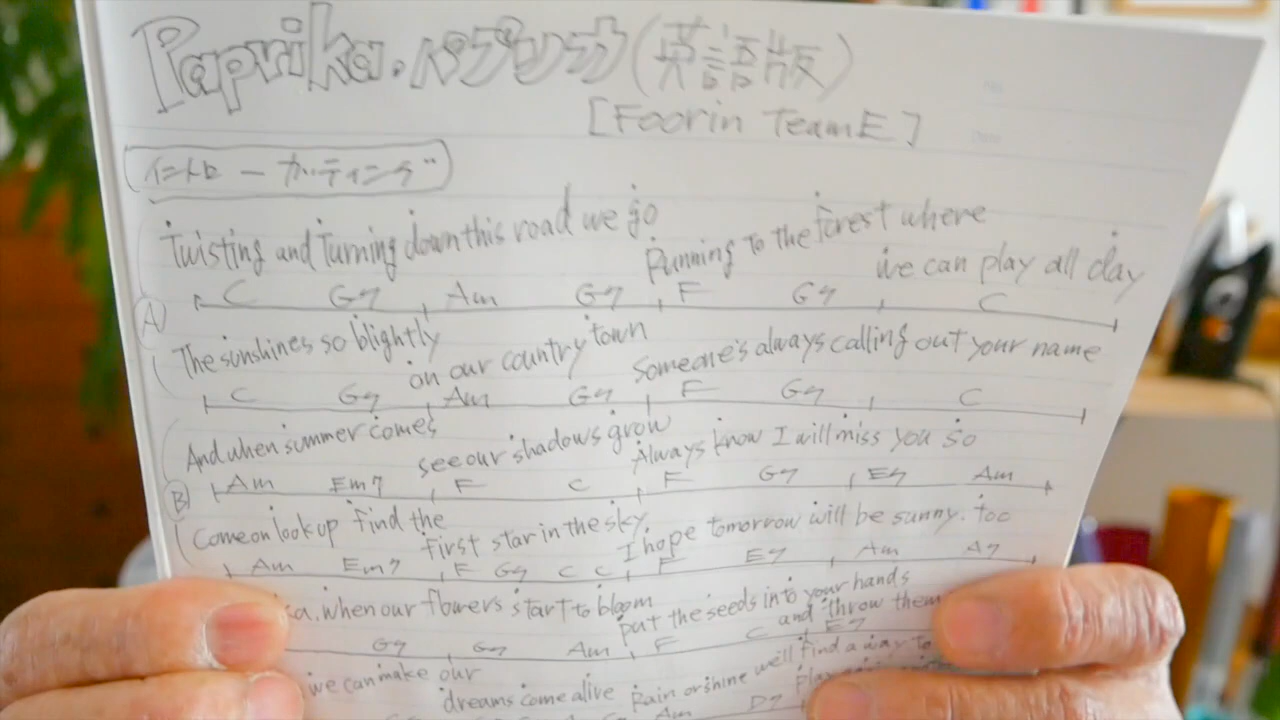 Paprika.パプリカ(英語版)
[Foorin TeamE]
イントロ ー カッティング
Twisting and turning down this road we go
Running to the forest where
we can play all day
C G7 Am G7 F G7 C
A
The sunshines so blightly
on our country town
Someone's always calling out your name
C G7 Am G7 F G7 C
And when summer comes
see our shadows grow
Always know I will miss you so
B
Am Em7 F C F G7 E7 Am
Come on look up find the
first star in the sky.
I hope tomorrow will be sunny. too
Am Em7 F G7 C C F E7 Am A7
when our flowers start to bloom
put the seeds into your hands
and throw them
G7 G7 Am F C E7
we can make our
dreams come alive
Rain or shine we'll find a way to
Am D7